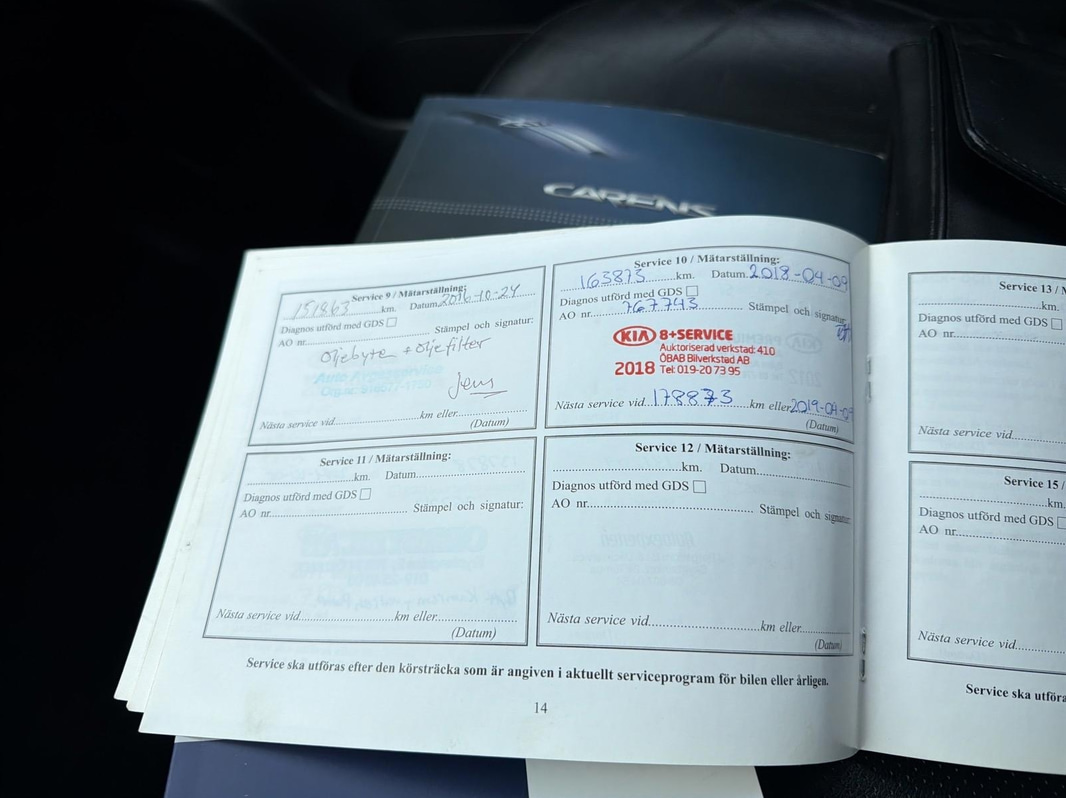 CARENS
Service 9 / Mätarställning:
151863 km. Datum 2016-10-24
Diagnos utförd med GDS
AO nr. Stämpel och signatur:
Oljebyte + oljefilter
Jens
Nästa service vid km eller
(Datum)
Service 10 / Mätarställning:
163873 km. Datum 2018-04-09
Diagnos utförd med GDS
AO nr. 767743 Stämpel och signatur:
KIA 8+SERVICE
Auktoriserad verkstad: 410
ÖBAB Bilverkstad AB
2018 Tel: 019-20 73 95
Nästa service vid 178873 km eller 2019-04-09
(Datum)
Service 11 / Mätarställning:
km. Datum
Diagnos utförd med GDS
AO nr. Stämpel och signatur:
Nästa service vid km eller
(Datum)
Service 12 / Mätarställning:
km. Datum
Diagnos utförd med GDS
AO nr. Stämpel och signatur:
Nästa service vid km eller
(Datum)
Service ska utföras efter den körsträcka som är angiven i aktuellt serviceprogram för bilen eller årligen.
14
Service 13 /
km.
Diagnos utförd med GDS
AO nr.
Nästa service vid
Service 15 /
km.
Diagnos utförd med GDS
AO nr.
Nästa service vid
Service ska utföra